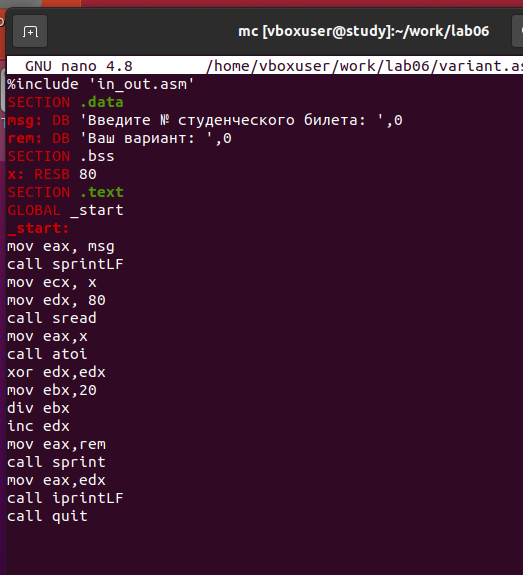 mc [vboxuser@study]:~/work/lab06
GNU nano 4.8 /home/vboxuser/work/lab06/variant.as
%include 'in_out.asm'
SECTION .data
msg: DB 'Введите № студенческого билета: ',0
rem: DB 'Ваш вариант: ',0
SECTION .bss
x: RESB 80
SECTION .text
GLOBAL _start
_start:
mov eax, msg
call sprintLF
mov ecx, x
mov edx, 80
call sread
mov eax,x
call atoi
xor edx,edx
mov ebx,20
div ebx
inc edx
mov eax,rem
call sprint
mov eax,edx
call iprintLF
call quit